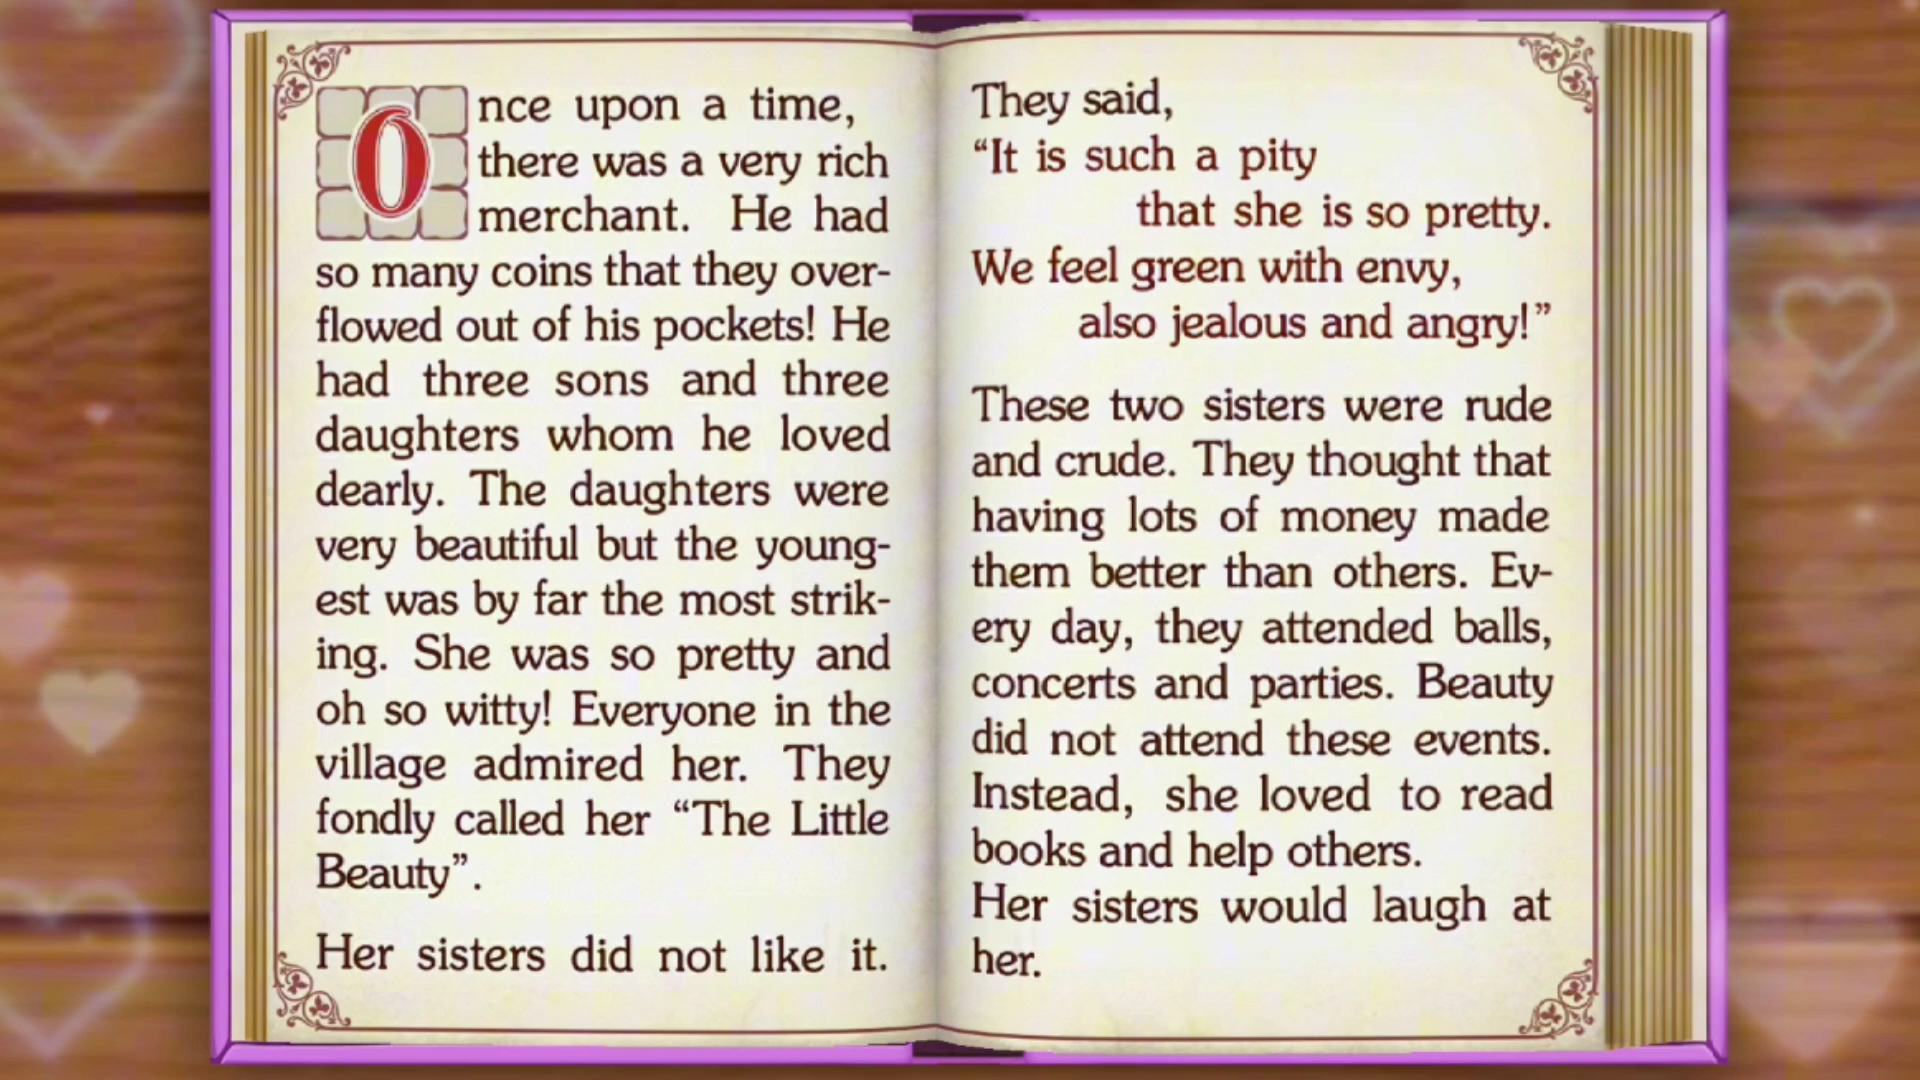 Once upon a time,
there was a very rich
merchant. He had
so many coins that they over-
flowed out of his pockets! He
had three sons and three
daughters whom he loved
dearly. The daughters were
very beautiful but the young-
est was by far the most strik-
ing. She was so pretty and
oh so witty! Everyone in the
village admired her. They
fondly called her “The Little
Beauty”.
Her sisters did not like it.
They said,
“It is such a pity
that she is so pretty.
We feel green with envy,
also jealous and angry!”
These two sisters were rude
and crude. They thought that
having lots of money made
them better than others. Ev-
ery day, they attended balls,
concerts and parties. Beauty
did not attend these events.
Instead, she loved to read
books and help others.
Her sisters would laugh at
her.